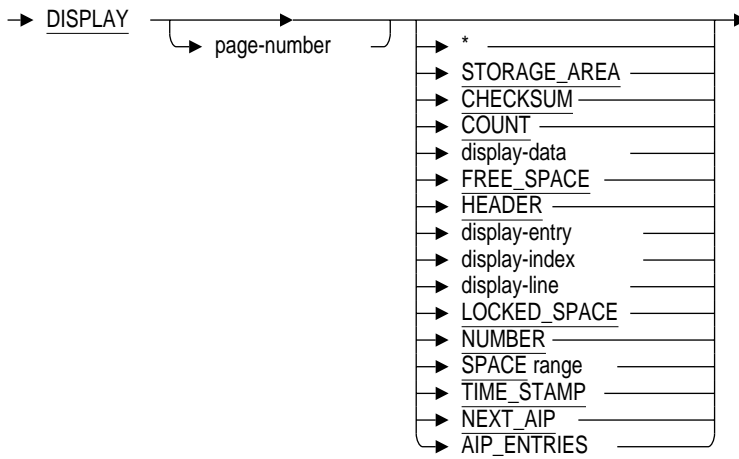 DISPLAY
page-number
*
STORAGE_AREA
CHECKSUM
COUNT
display-data
FREE_SPACE
HEADER
display-entry
display-index
display-line
LOCKED_SPACE
NUMBER
SPACE range
TIME_STAMP
NEXT_AIP
AIP_ENTRIES